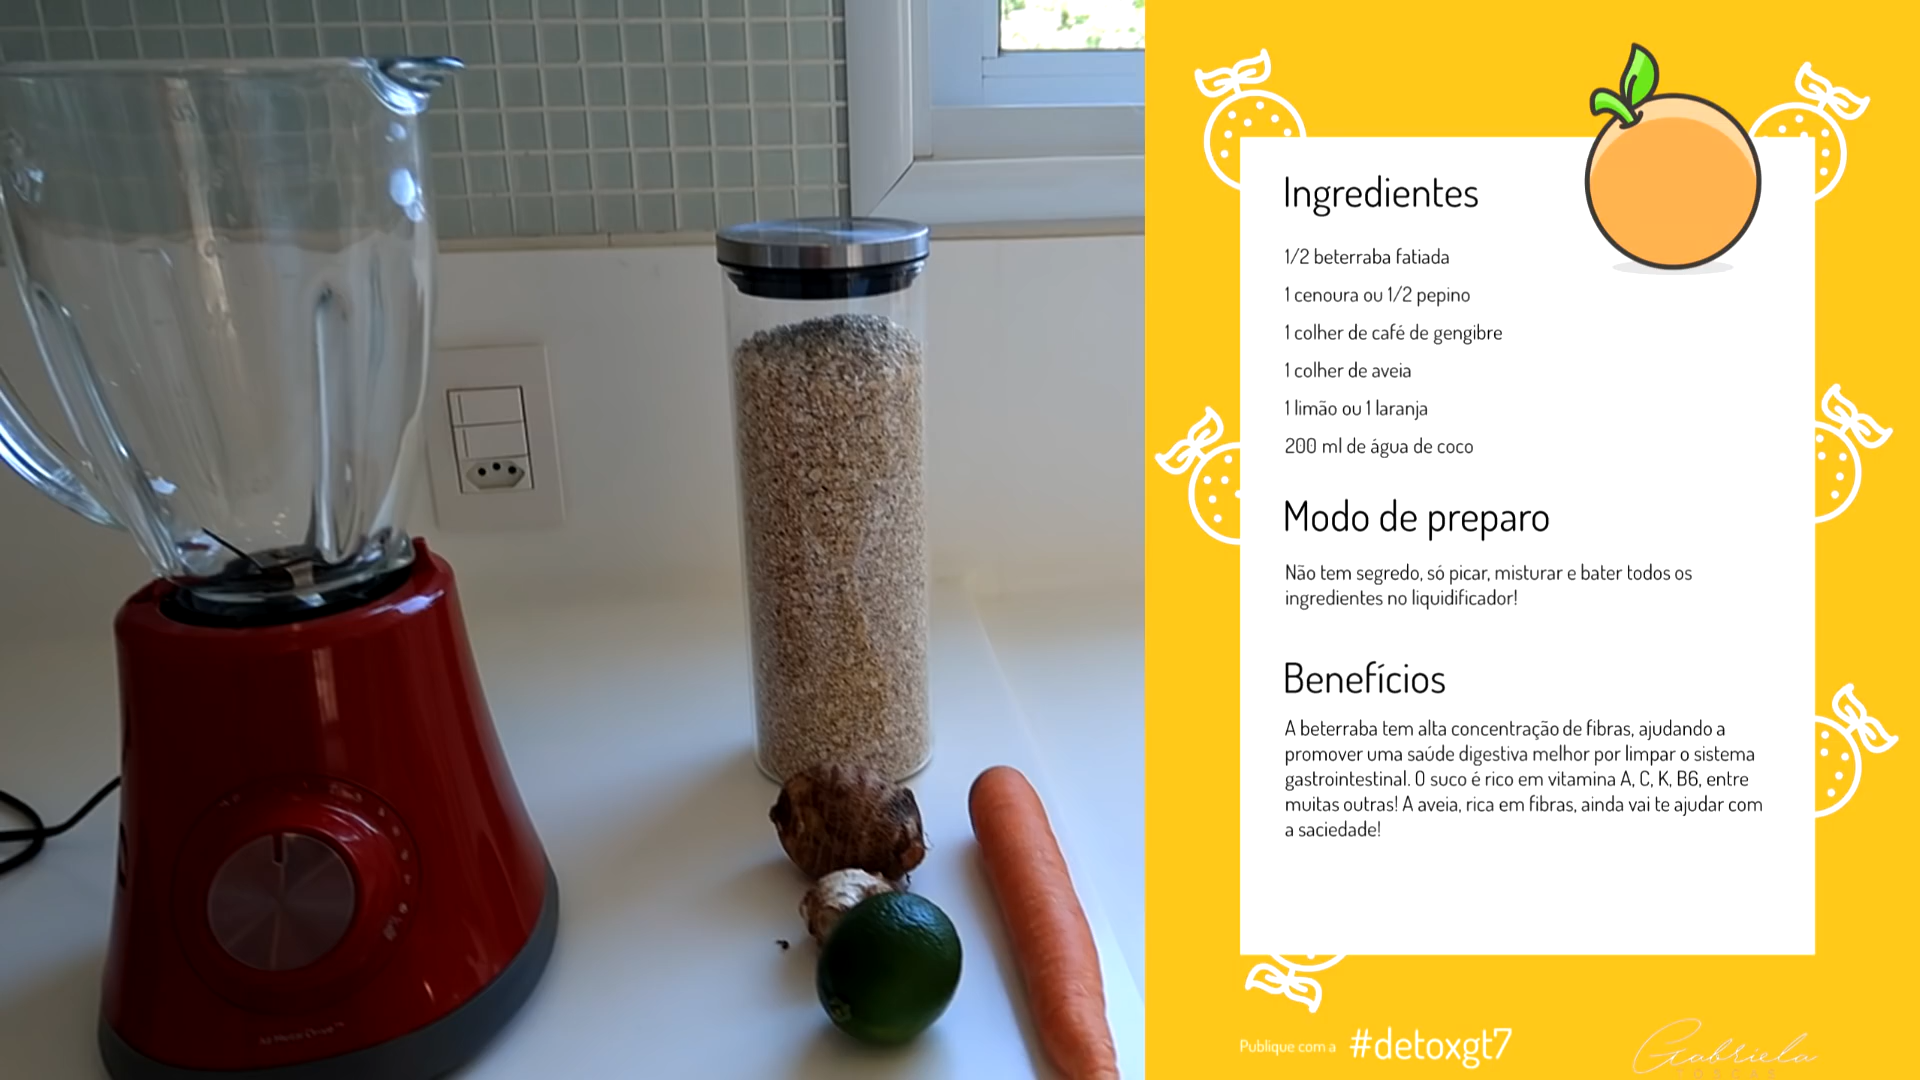 Ingredientes
1/2 beterraba fatiada
1 cenoura ou 1/2 pepino
1 colher de café de gengibre
1 colher de aveia
1 limão ou 1 laranja
200 ml de água de coco
Modo de preparo
Não tem segredo, só picar, misturar e bater todos os
ingredientes no liquidificador!
Benefícios
A beterraba tem alta concentração de fibras, ajudando a
promover uma saúde digestiva melhor por limpar o sistema
gastrointestinal. O suco é rico em vitamina A, C, K, B6, entre
muitas outras! A aveia, rica em fibras, ainda vai te ajudar com
a saciedade!
Publique com a #detoxgt7
Gabriela